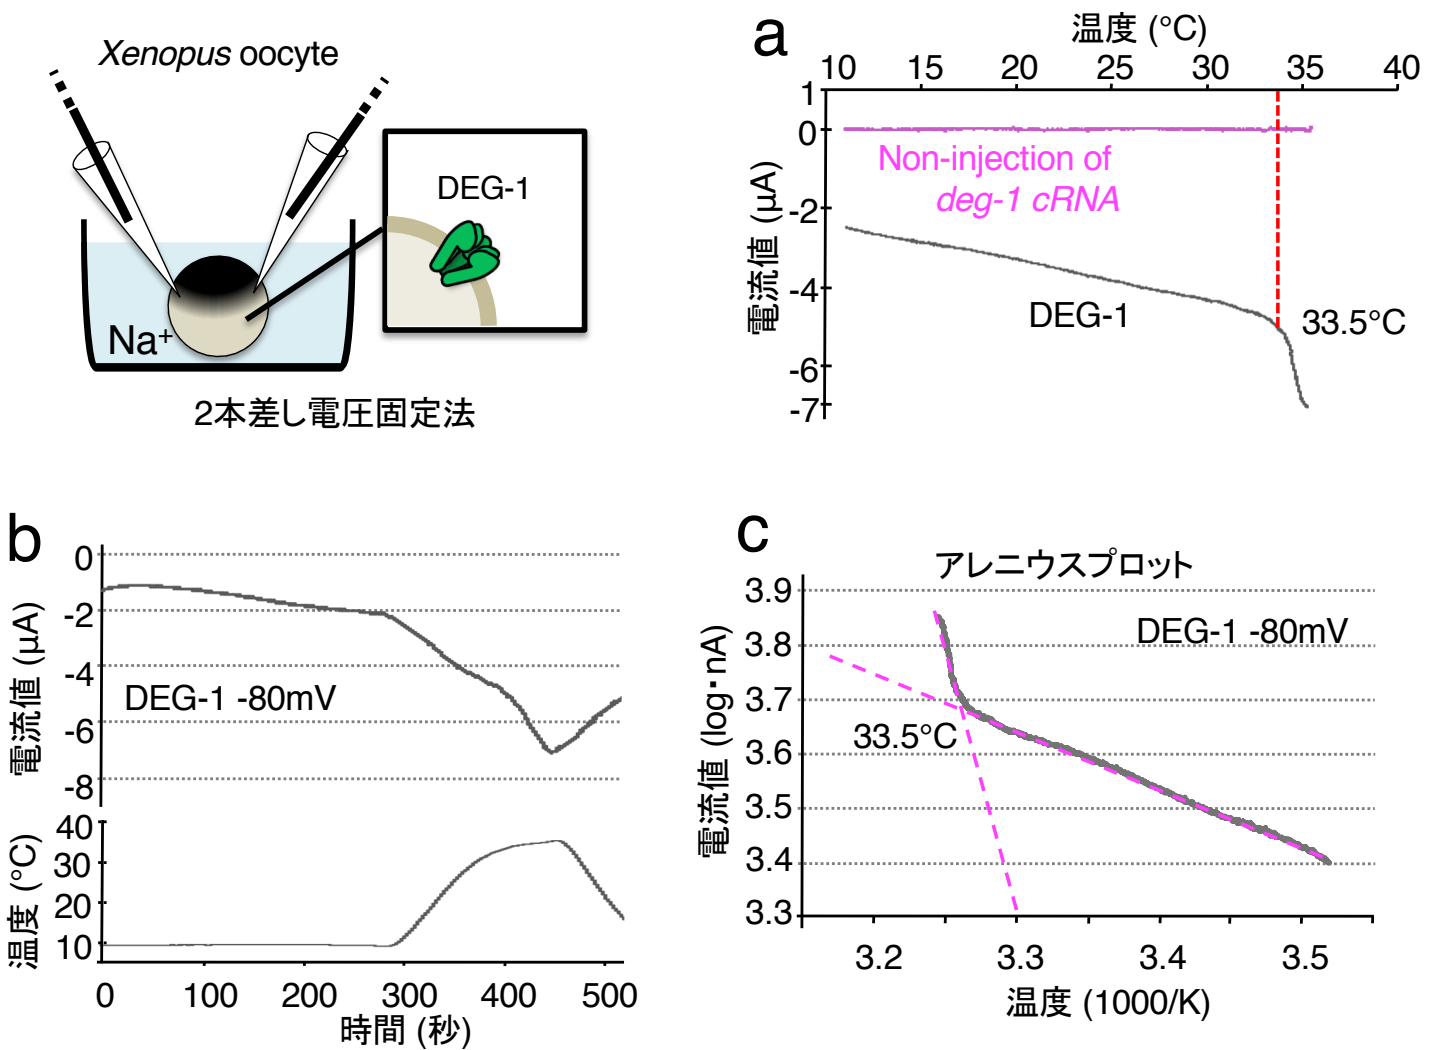 Xenopus oocyte
DEG-1
Na⁺
2本差し電圧固定法
a
温度 (°C)
10 15 20 25 30 35 40
1
0
-2
-4
-6
-7
電流値 (μA)
Non-injection of
deg-1 cRNA
DEG-1
33.5°C
b
0
-2
-4
-6
-8
電流値 (μA)
DEG-1 -80mV
40
30
20
10
温度 (°C)
0 100 200 300 400 500
時間 (秒)
c
アレニウスプロット
DEG-1 -80mV
3.9
3.8
3.7
3.6
3.5
3.4
3.3
電流値 (log・nA)
33.5°C
3.2 3.3 3.4 3.5
温度 (1000/K)